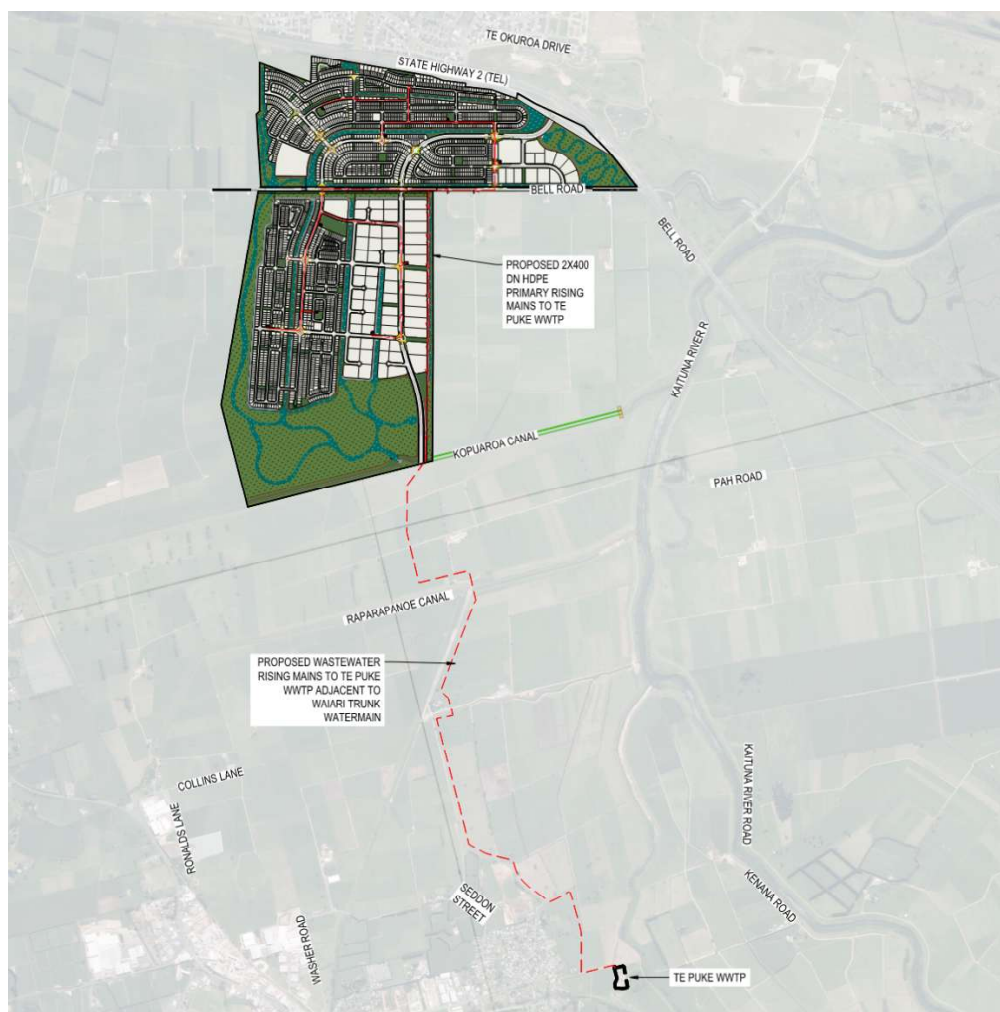 TE OKUROA DRIVE
STATE HIGHWAY 2 (TEL)
BELL ROAD
BELL ROAD
PROPOSED 2X400
DN HDPE
PRIMARY RISING
MAINS TO TE
PUKE WWTP
KAITUNA RIVER R
KOPUAROA CANAL
PAH ROAD
RAPARAPAHOE CANAL
PROPOSED WASTEWATER
RISING MAINS TO TE PUKE
WWTP ADJACENT TO
WAIARI TRUNK
WATERMAIN
COLLINS LANE
RONALDS LANE
KAITUNA RIVER ROAD
KENANA ROAD
SEDDON
STREET
WASHER ROAD
TE PUKE WWTP